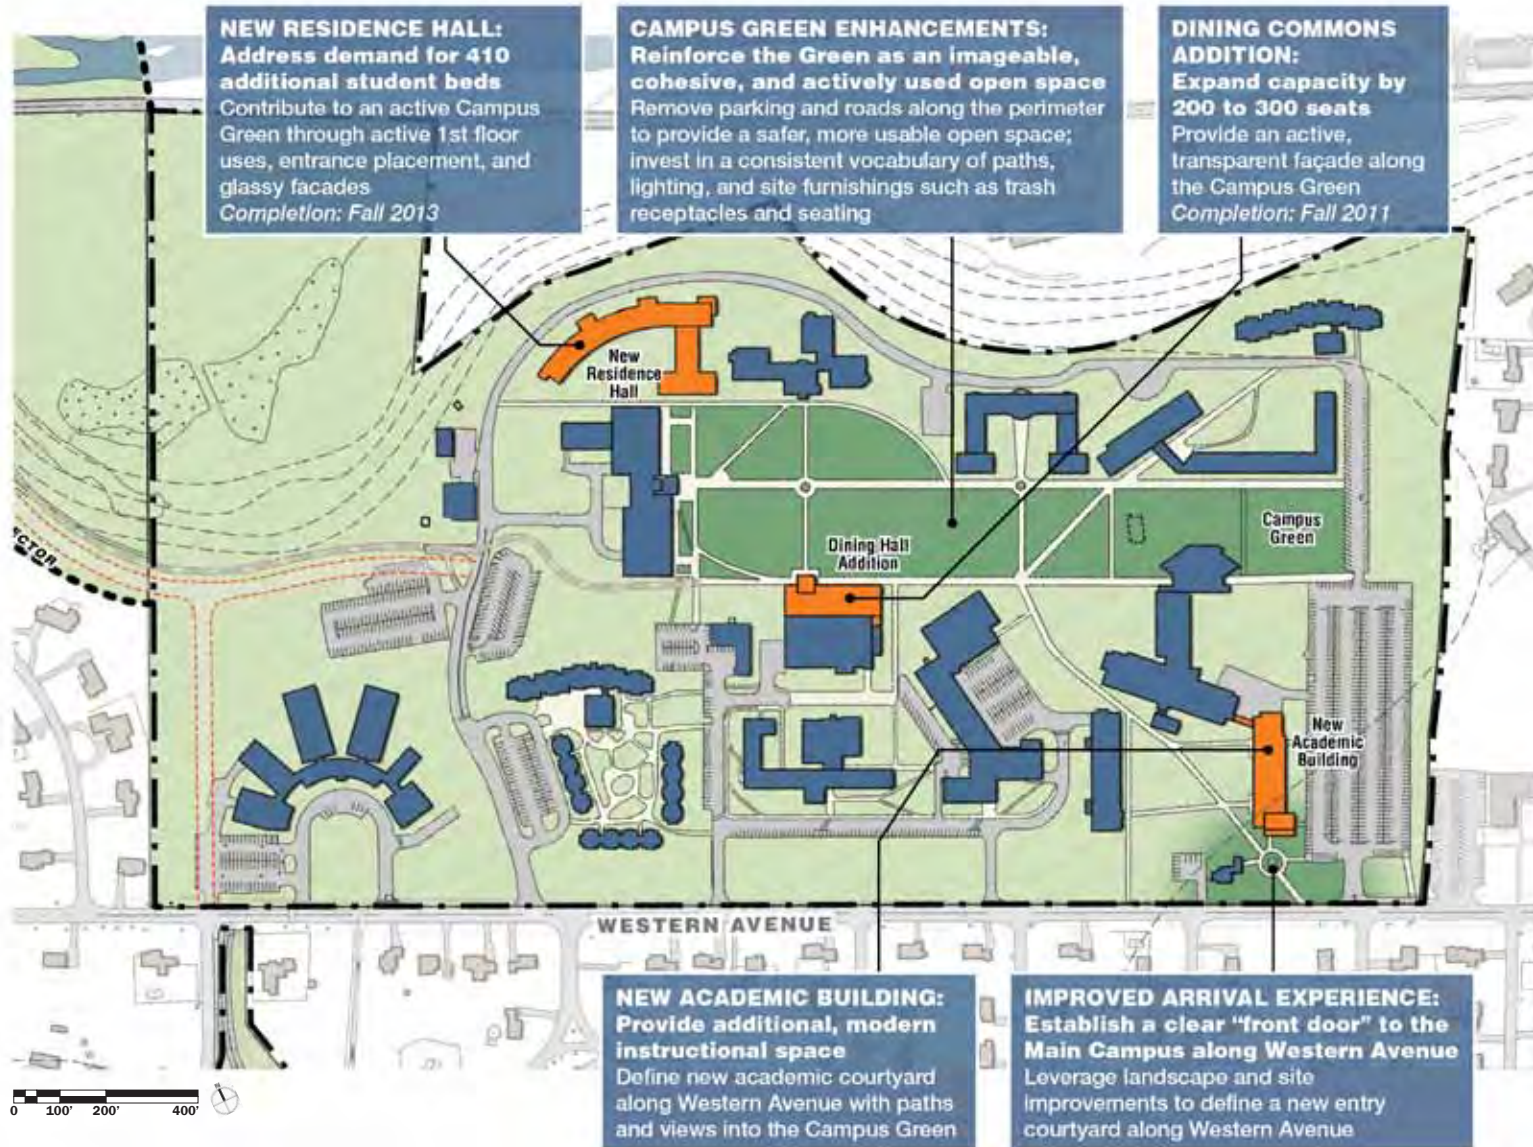 NEW RESIDENCE HALL:
Address demand for 410
additional student beds
Contribute to an active Campus
Green through active 1st floor
uses, entrance placement, and
glassy facades
Completion: Fall 2013
CAMPUS GREEN ENHANCEMENTS:
Reinforce the Green as an imageable,
cohesive, and actively used open space
Remove parking and roads along the perimeter
to provide a safer, more usable open space;
invest in a consistent vocabulary of paths,
lighting, and site furnishings such as trash
receptacles and seating
DINING COMMONS
ADDITION:
Expand capacity by
200 to 300 seats
Provide an active,
transparent façade along
the Campus Green
Completion: Fall 2011
New
Residence
Hall
Campus
Green
Dining Hall
Addition
ECTOR
New
Academic
Building
WESTERN AVENUE
NEW ACADEMIC BUILDING:
Provide additional, modern
instructional space
Define new academic courtyard
along Western Avenue with paths
and views into the Campus Green
IMPROVED ARRIVAL EXPERIENCE:
Establish a clear “front door” to the
Main Campus along Western Avenue
Leverage landscape and site
improvements to define a new entry
courtyard along Western Avenue
0 100' 200' 400'
N